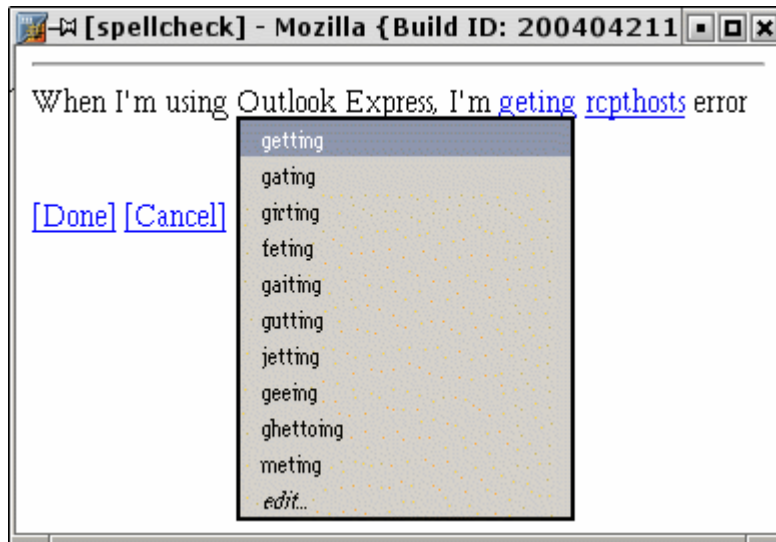 [spellcheck] - Mozilla {Build ID: 200404211
When I'm using Outlook Express, I'm geting rcpthosts error
getting
gating
girting
feting
gaiting
gutting
jetting
geeing
ghettoing
meting
edit...
[Done] [Cancel]